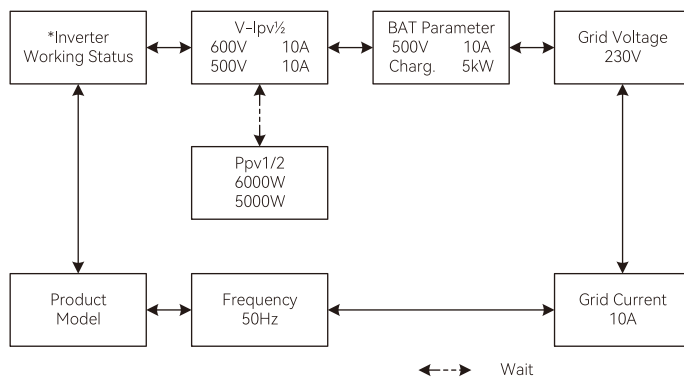 *Inverter
Working Status
V-Ipv½
600V 10A
500V 10A
BAT Parameter
500V 10A
Charg. 5kW
Grid Voltage
230V
Ppv1/2
6000W
5000W
Product
Model
Frequency
50Hz
Grid Current
10A
Wait